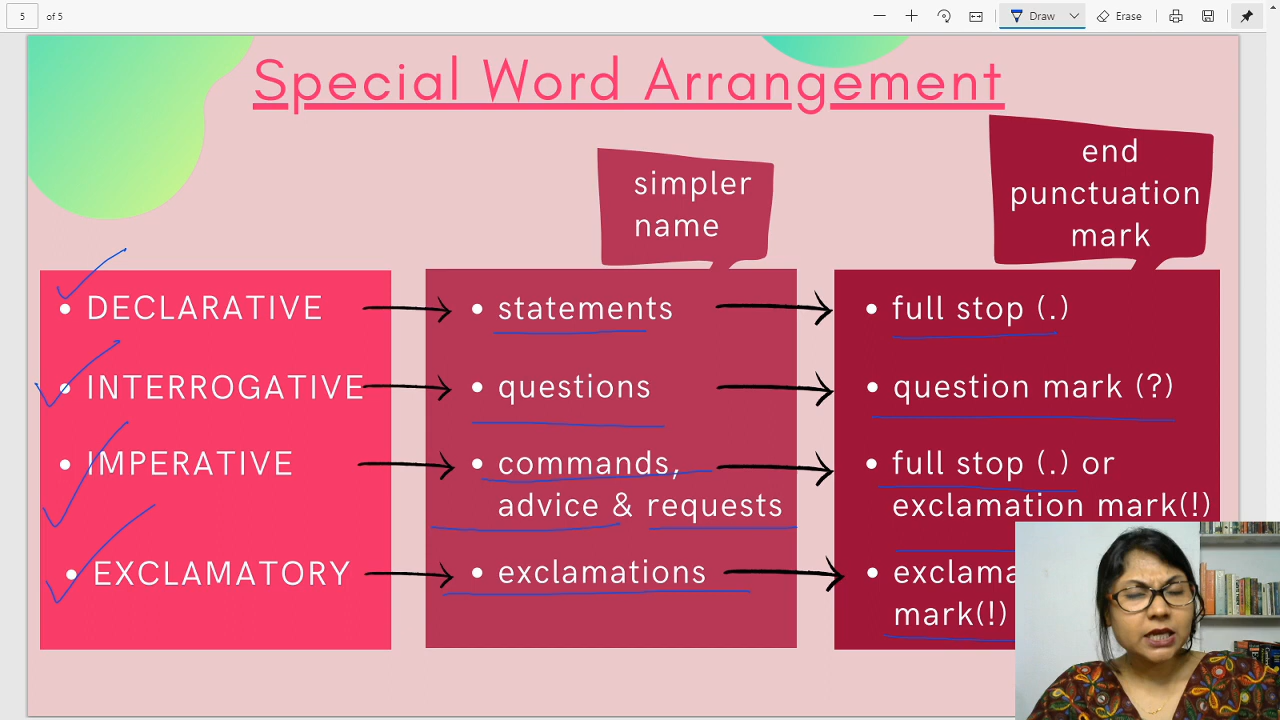 5 of 5
Draw
Erase
Special Word Arrangement
simpler
name
end
punctuation
mark
• DECLARATIVE
• statements
• full stop (.)
• INTERROGATIVE
• questions
• question mark (?)
• IMPERATIVE
• commands,
advice & requests
• full stop (.) or
exclamation mark(!)
• EXCLAMATORY
• exclamations
• exclama
mark(!)